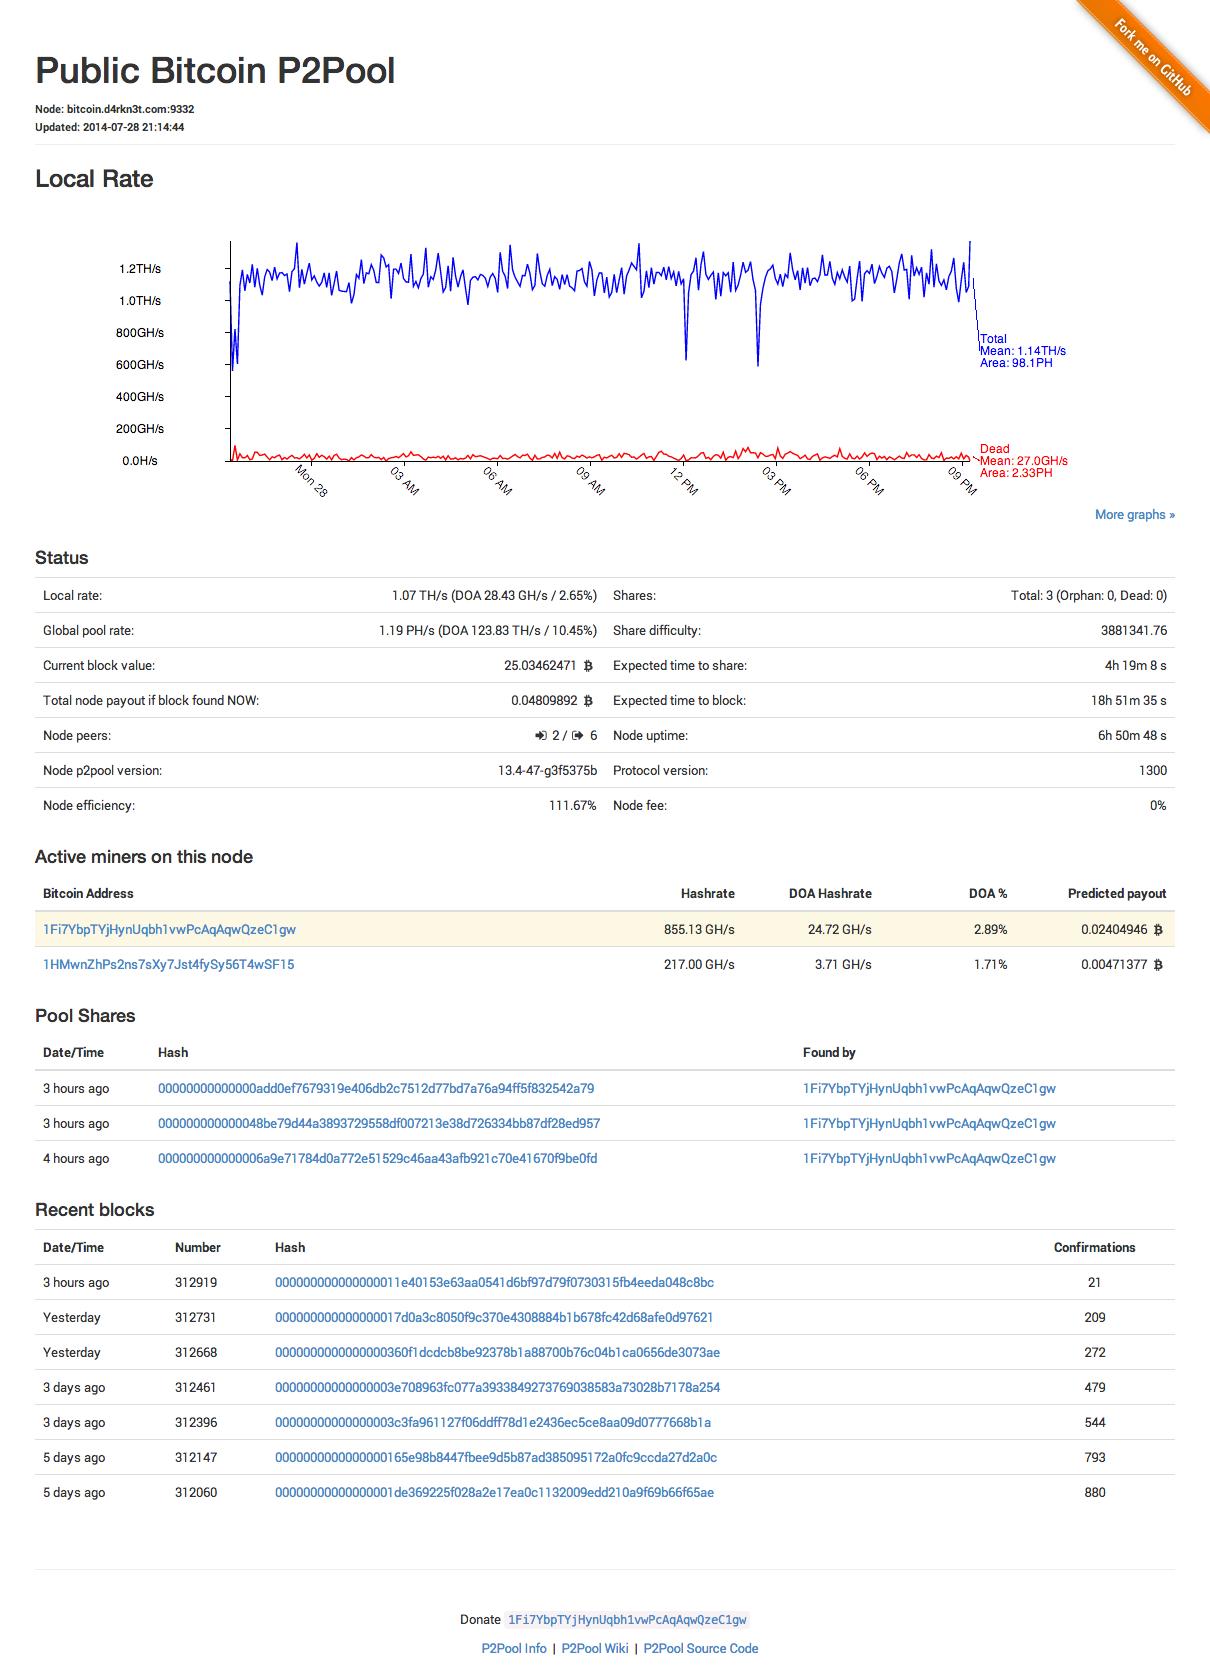 Fork me on GitHub
Public Bitcoin P2Pool
Node: bitcoin.d4rkn3t.com:9332
Updated: 2014-07-28 21:14:44
Local Rate
1.2TH/s
1.0TH/s
800GH/s
600GH/s
400GH/s
200GH/s
0.0H/s
Total
Mean: 1.14TH/s
Area: 98.1PH
Dead
Mean: 27.0GH/s
Area: 2.33PH
Mon 28 03 AM 06 AM 09 AM 12 PM 03 PM 06 PM 09 PM
More graphs »
Status
Local rate: 1.07 TH/s (DOA 28.43 GH/s / 2.65%) Shares: Total: 3 (Orphan: 0, Dead: 0)
Global pool rate: 1.19 PH/s (DOA 123.83 TH/s / 10.45%) Share difficulty: 3881341.76
Current block value: 25.03462471 ₿ Expected time to share: 4h 19m 8 s
Total node payout if block found NOW: 0.04809892 ₿ Expected time to block: 18h 51m 35 s
Node peers: 2 / 6 Node uptime: 6h 50m 48 s
Node p2pool version: 13.4-47-g3f5375b Protocol version: 1300
Node efficiency: 111.67% Node fee: 0%
Active miners on this node
Bitcoin Address Hashrate DOA Hashrate DOA % Predicted payout
1Fi7YbpTYjHynUqbh1vwPcAqAqwQzeC1gw 855.13 GH/s 24.72 GH/s 2.89% 0.02404946 ₿
1HMwnZhPs2ns7sXy7Jst4fySy56T4wSF15 217.00 GH/s 3.71 GH/s 1.71% 0.00471377 ₿
Pool Shares
Date/Time Hash Found by
3 hours ago 00000000000000add0ef7679319e406db2c7512d77bd7a76a94ff5f832542a79 1Fi7YbpTYjHynUqbh1vwPcAqAqwQzeC1gw
3 hours ago 000000000000048be79d44a3893729558df007213e38d726334bb87df28ed957 1Fi7YbpTYjHynUqbh1vwPcAqAqwQzeC1gw
4 hours ago 000000000000006a9e71784d0a772e51529c46aa43afb921c70e41670f9be0fd 1Fi7YbpTYjHynUqbh1vwPcAqAqwQzeC1gw
Recent blocks
Date/Time Number Hash Confirmations
3 hours ago 312919 000000000000000011e40153e63aa0541d6bf97d79f0730315fb4eeda048c8bc 21
Yesterday 312731 000000000000000017d0a3c8050f9c370e4308884b1b678fc42d68afe0d97621 209
Yesterday 312668 0000000000000000360f1dcdcb8be92378b1a88700b76c04b1ca0656de3073ae 272
3 days ago 312461 00000000000000003e708963fc077a3933849273769038583a73028b7178a254 479
3 days ago 312396 00000000000000003c3fa961127f06ddff78d1e2436ec5ce8aa09d0777668b1a 544
5 days ago 312147 0000000000000000165e98b8447fbee9d5b87ad385095172a0fc9ccda27d2a0c 793
5 days ago 312060 00000000000000001de369225f028a2e17ea0c1132009edd210a9f69b66f65ae 880
Donate 1Fi7YbpTYjHynUqbh1vwPcAqAqwQzeC1gw
P2Pool Info | P2Pool Wiki | P2Pool Source Code